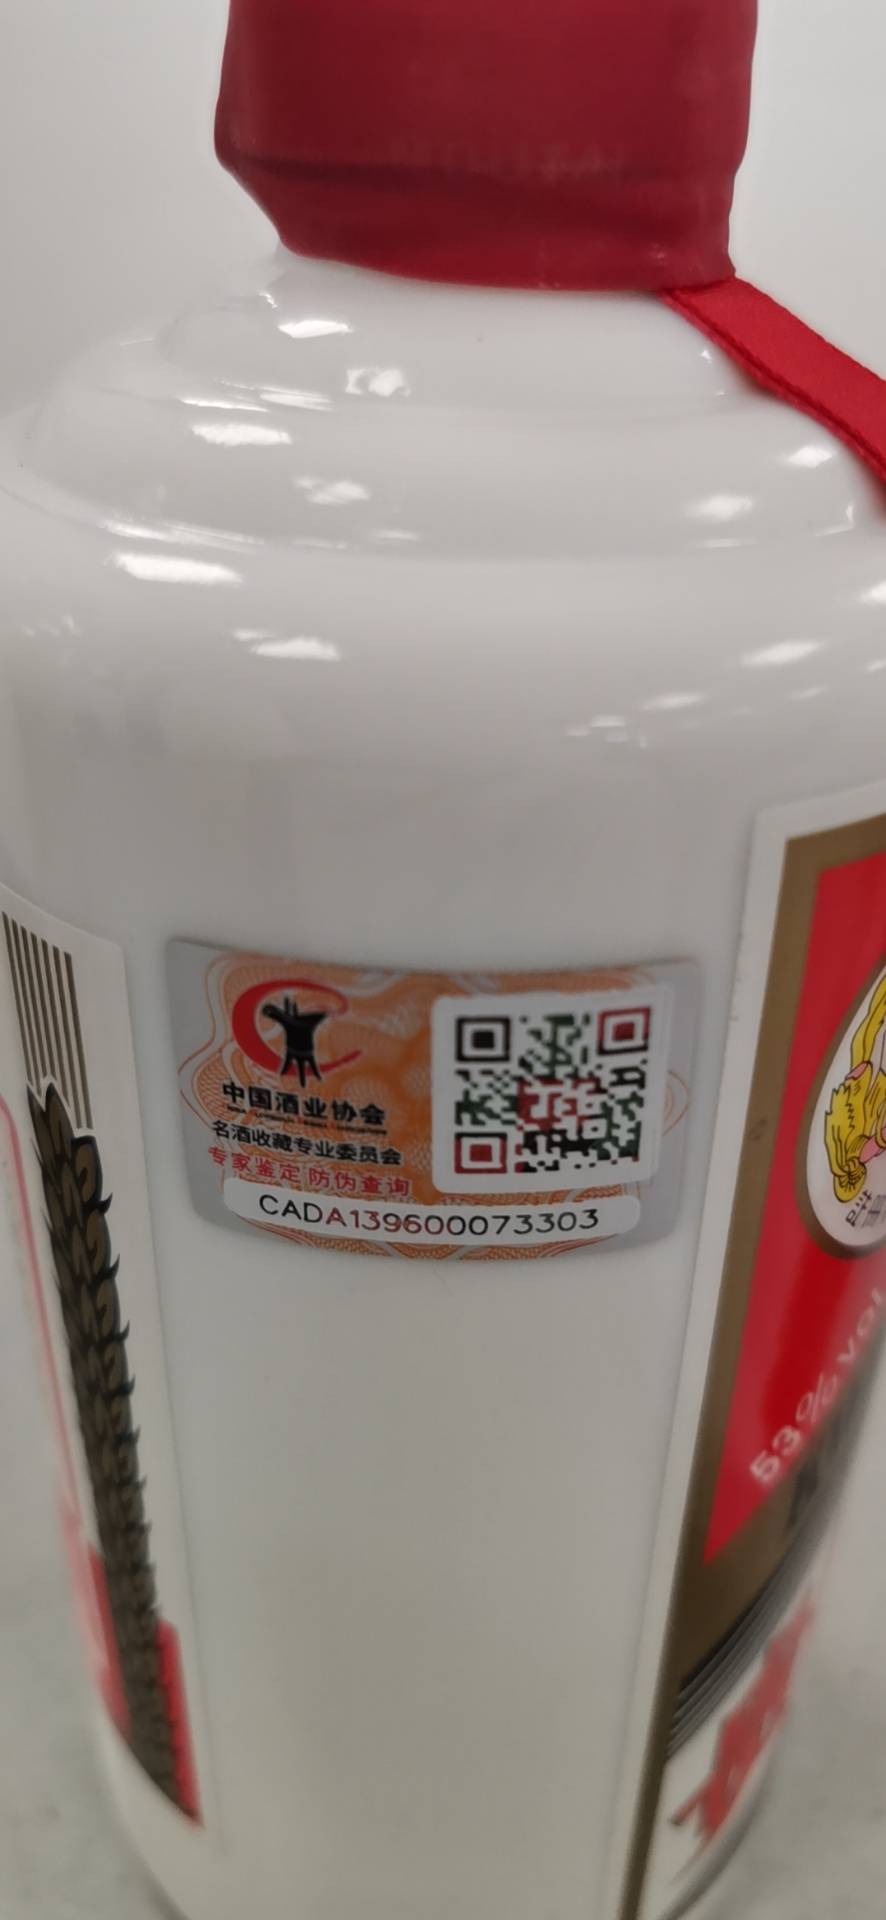 中国酒业协会
名酒收藏专业委员会
专家鉴定 防伪查询
CADA139600073303
53% vol